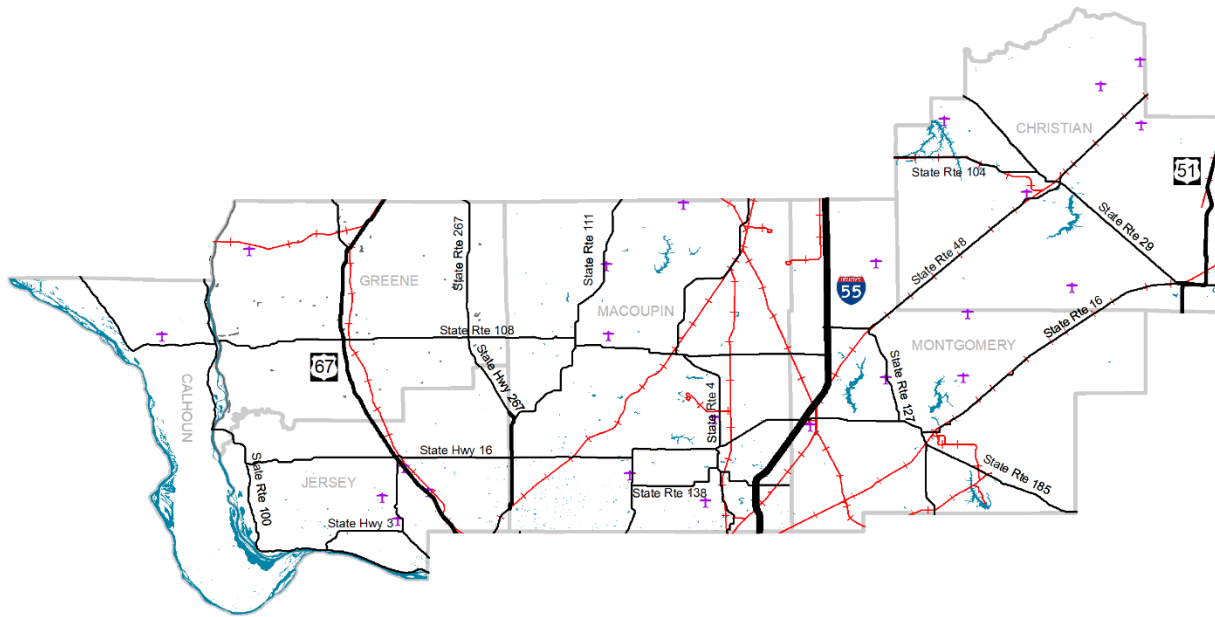 CHRISTIAN
State Rte 104
51
State Rte 29
State Rte 267
State Rte 111
State Rte 48
GREENE
55
MACOUPIN
State Rte 16
State Rte 108
MONTGOMERY
67
State Hwy 267
CALHOUN
State Rte 4
State Rte 127
State Hwy 16
State Rte 100
JERSEY
State Rte 138
State Rte 185
State Hwy 3